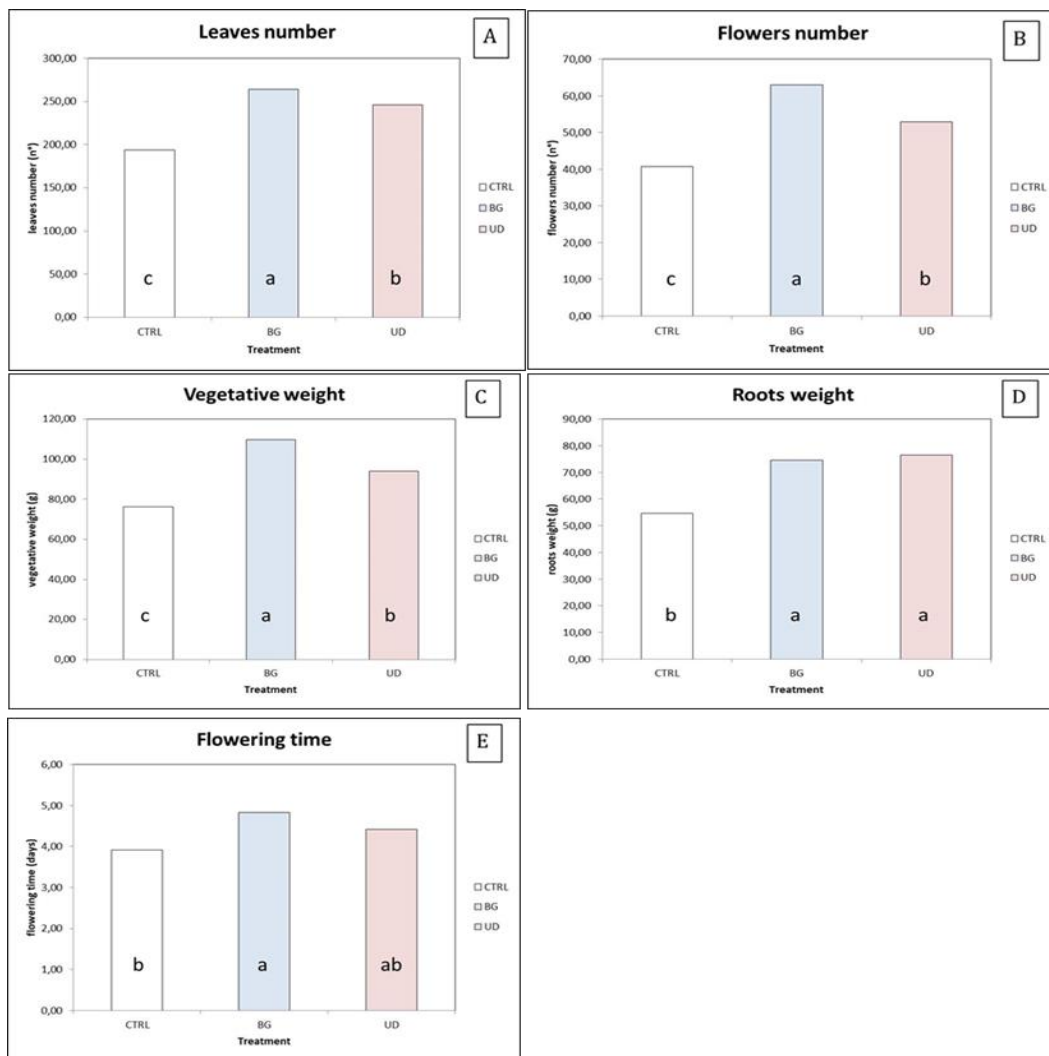 Leaves number
A
300,00
250,00
200,00
150,00
100,00
50,00
0,00
leaves number (n°)
c
a
b
CTRL
BG
UD
Treatment
CTRL
BG
UD
Flowers number
B
70,00
60,00
50,00
40,00
30,00
20,00
10,00
0,00
flowers number (n°)
c
a
b
CTRL
BG
UD
Treatment
CTRL
BG
UD
Vegetative weight
C
120,00
100,00
80,00
60,00
40,00
20,00
0,00
vegetative weight (g)
c
a
b
CTRL
BG
UD
Treatment
CTRL
BG
UD
Roots weight
D
90,00
80,00
70,00
60,00
50,00
40,00
30,00
20,00
10,00
0,00
roots weight (g)
b
a
a
CTRL
BG
UD
Treatment
CTRL
BG
UD
Flowering time
E
6,00
5,00
4,00
3,00
2,00
1,00
0,00
flowering time (days)
b
a
ab
CTRL
BG
UD
Treatment
CTRL
BG
UD